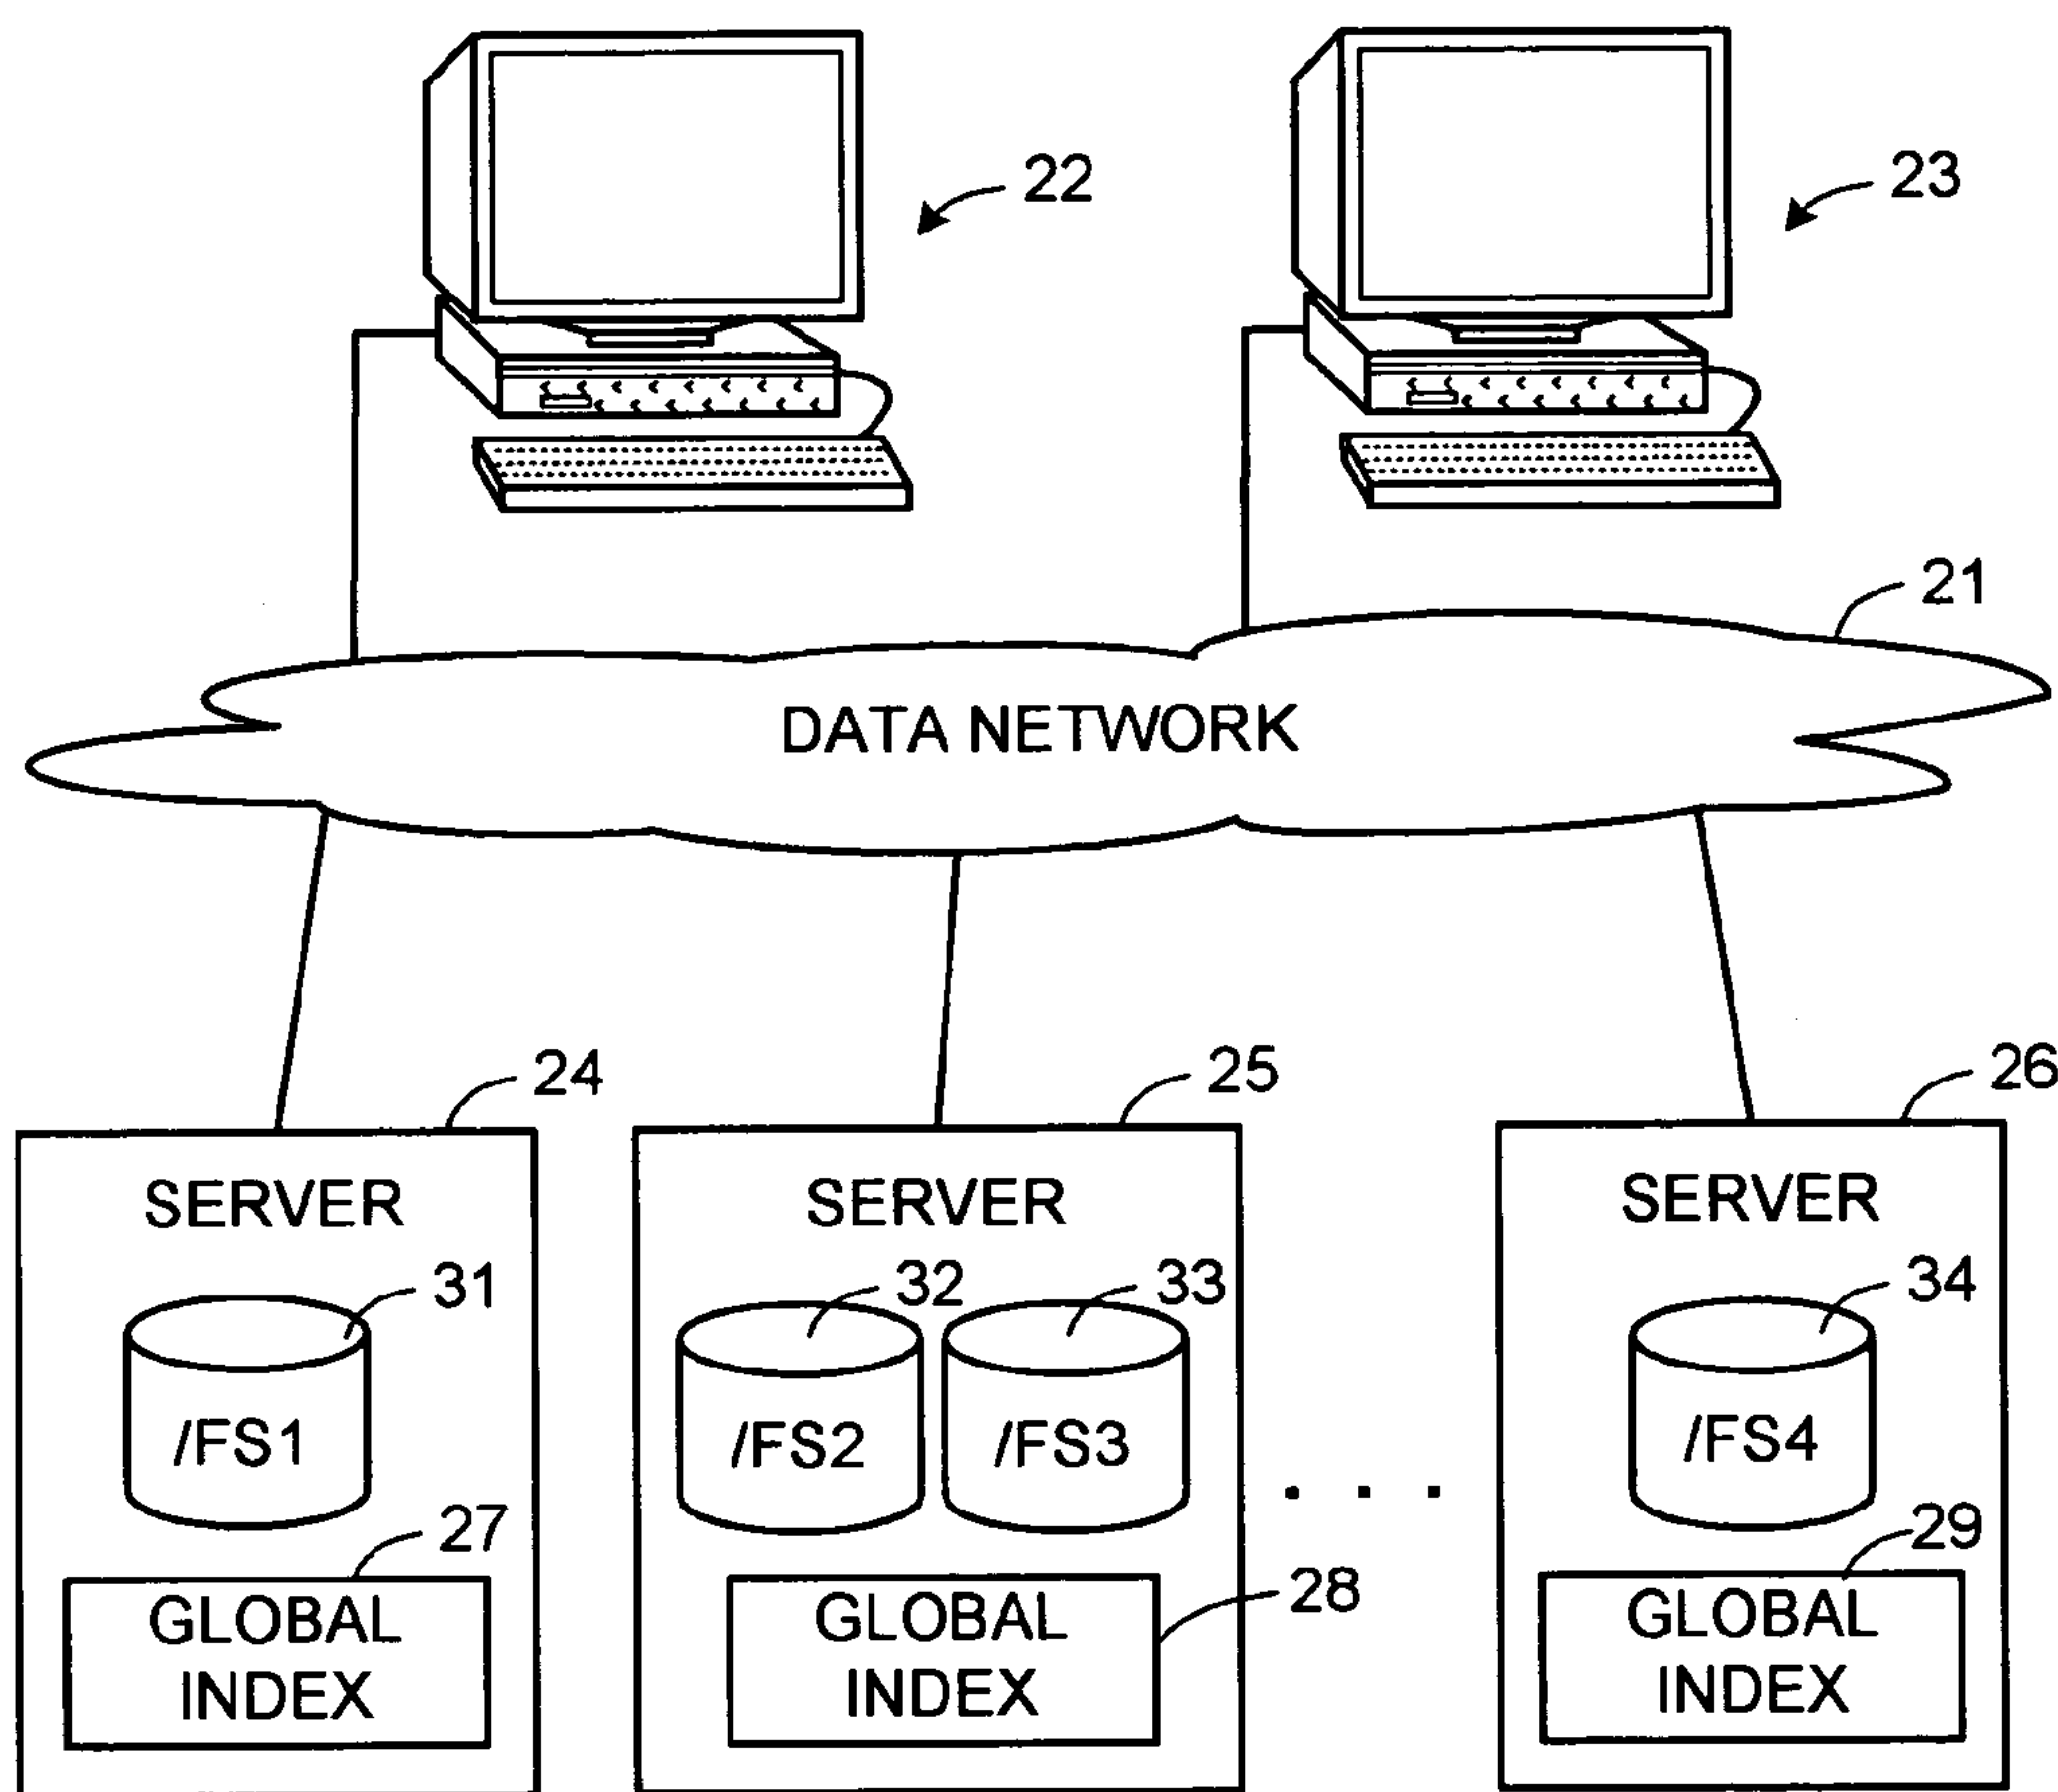 22
23
21
DATA NETWORK
24
25
26
SERVER
SERVER
SERVER
31
32
33
34
/FS1
/FS2
/FS3
/FS4
. . .
27
28
29
GLOBAL
INDEX
GLOBAL
INDEX
GLOBAL
INDEX